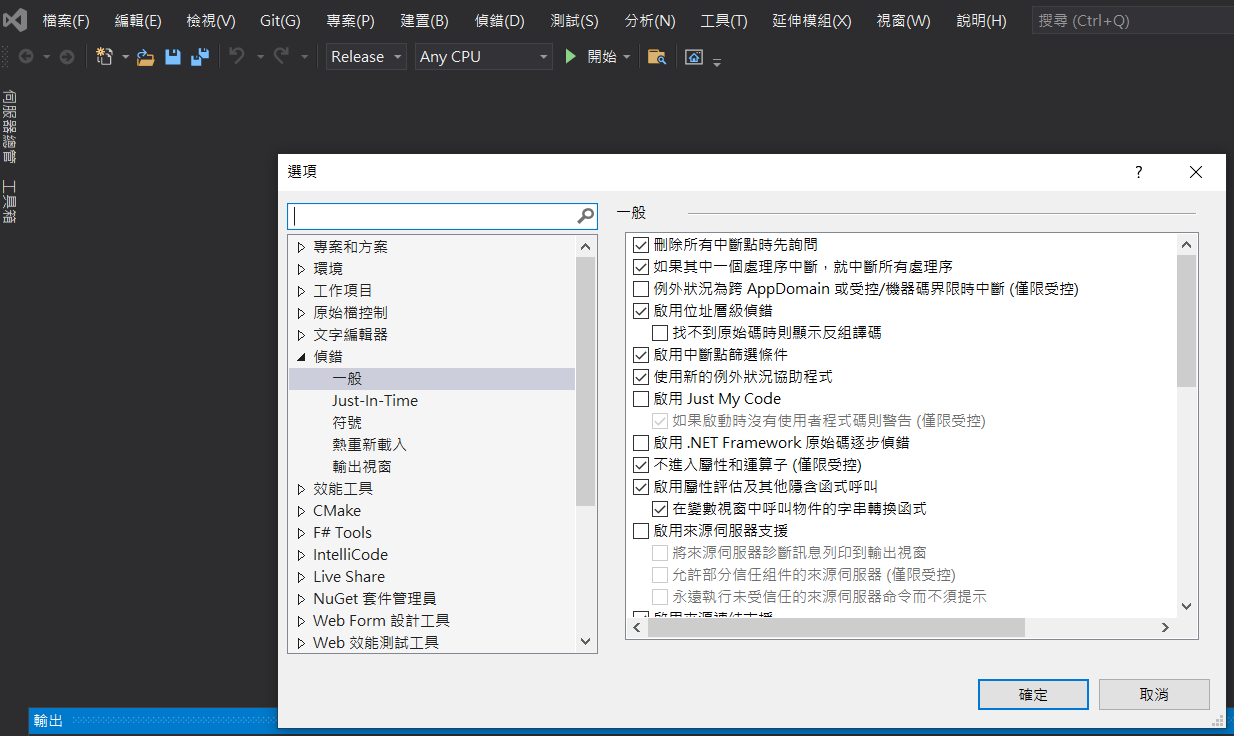 檔案(F) 編輯(E) 檢視(V) Git(G) 專案(P) 建置(B) 偵錯(D) 測試(S) 分析(N) 工具(T) 延伸模組(X) 視窗(W) 說明(H) 搜尋 (Ctrl+Q)
Release Any CPU 開始
伺服器總管
工具箱
選項
?
專案和方案
環境
工作項目
原始檔控制
文字編輯器
偵錯
一般
Just-In-Time
符號
熱重新載入
輸出視窗
效能工具
CMake
F# Tools
IntelliCode
Live Share
NuGet 套件管理員
Web Form 設計工具
Web 效能測試工具
一般
刪除所有中斷點時先詢問
如果其中一個處理序中斷，就中斷所有處理序
例外狀況為跨 AppDomain 或受控/機器碼界限時中斷 (僅限受控)
啟用位址層級偵錯
找不到原始碼時則顯示反組譯碼
啟用中斷點篩選條件
使用新的例外狀況協助程式
啟用 Just My Code
如果啟動時沒有使用者程式碼則警告 (僅限受控)
啟用 .NET Framework 原始碼逐步偵錯
不進入屬性和運算子 (僅限受控)
啟用屬性評估及其他隱含函式呼叫
在變數視窗中呼叫物件的字串轉換函式
啟用來源伺服器支援
將來源伺服器診斷訊息列印到輸出視窗
允許部分信任組件的來源伺服器 (僅限受控)
永遠執行未受信任的來源伺服器命令而不須提示
啟用來源連結支援
確定 取消
輸出